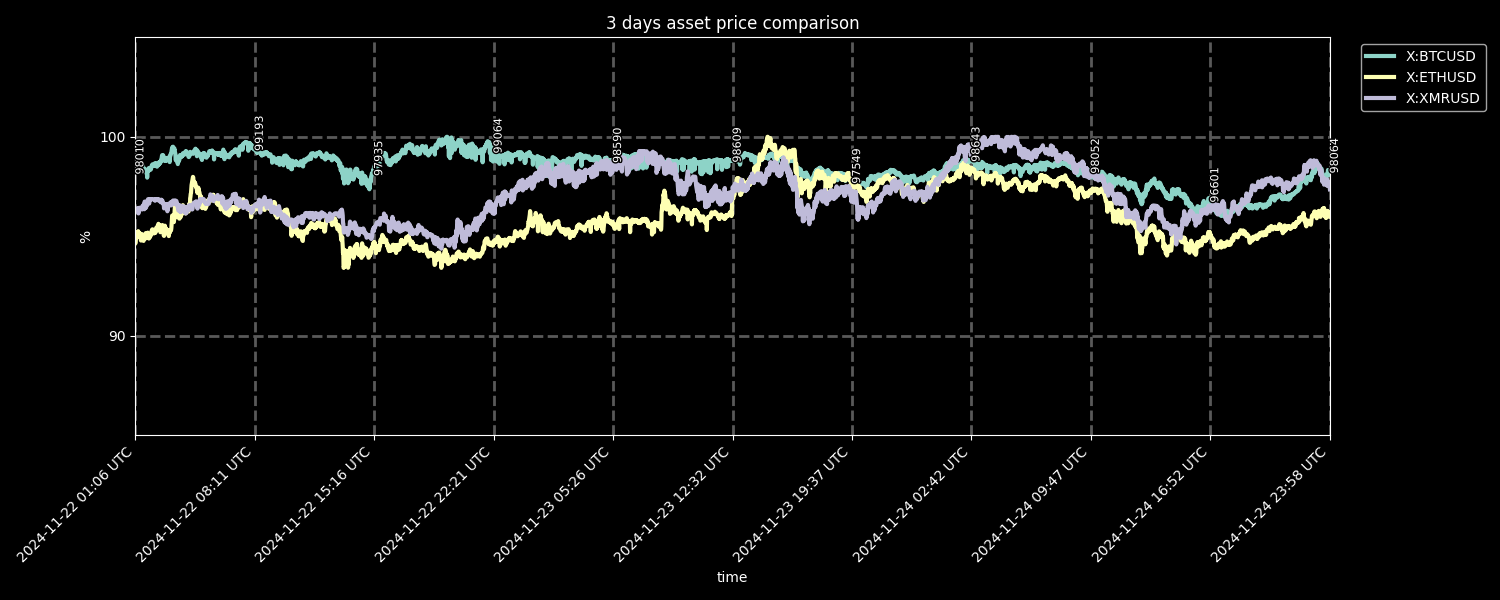 3 days asset price comparison
X:BTCUSD
X:ETHUSD
X:XMRUSD
100
90
%
98010
99193
97935
99064
98590
98609
97549
98643
98052
96601
98064
2024-11-22 01:06 UTC
2024-11-22 08:11 UTC
2024-11-22 15:16 UTC
2024-11-22 22:21 UTC
2024-11-23 05:26 UTC
2024-11-23 12:32 UTC
2024-11-23 19:37 UTC
2024-11-24 02:42 UTC
2024-11-24 09:47 UTC
2024-11-24 16:52 UTC
2024-11-24 23:58 UTC
time